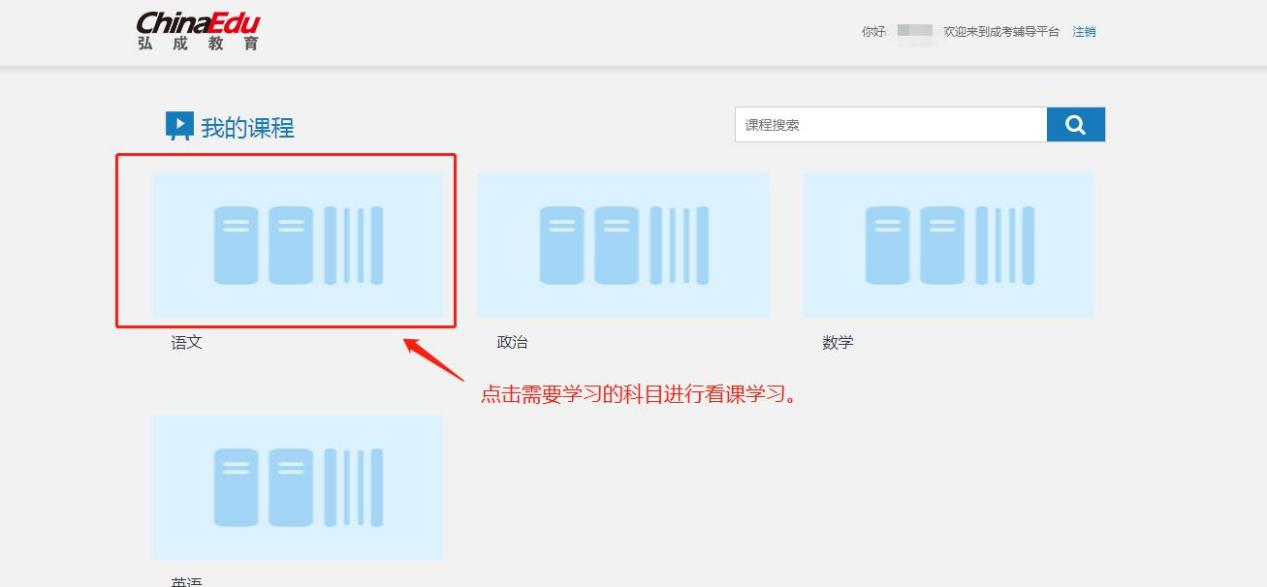 ChinaEdu
弘成教育
你好 欢迎来到成考辅导平台 注销
我的课程
课程搜索
语文
政治
数学
点击需要学习的科目进行看课学习。
英语